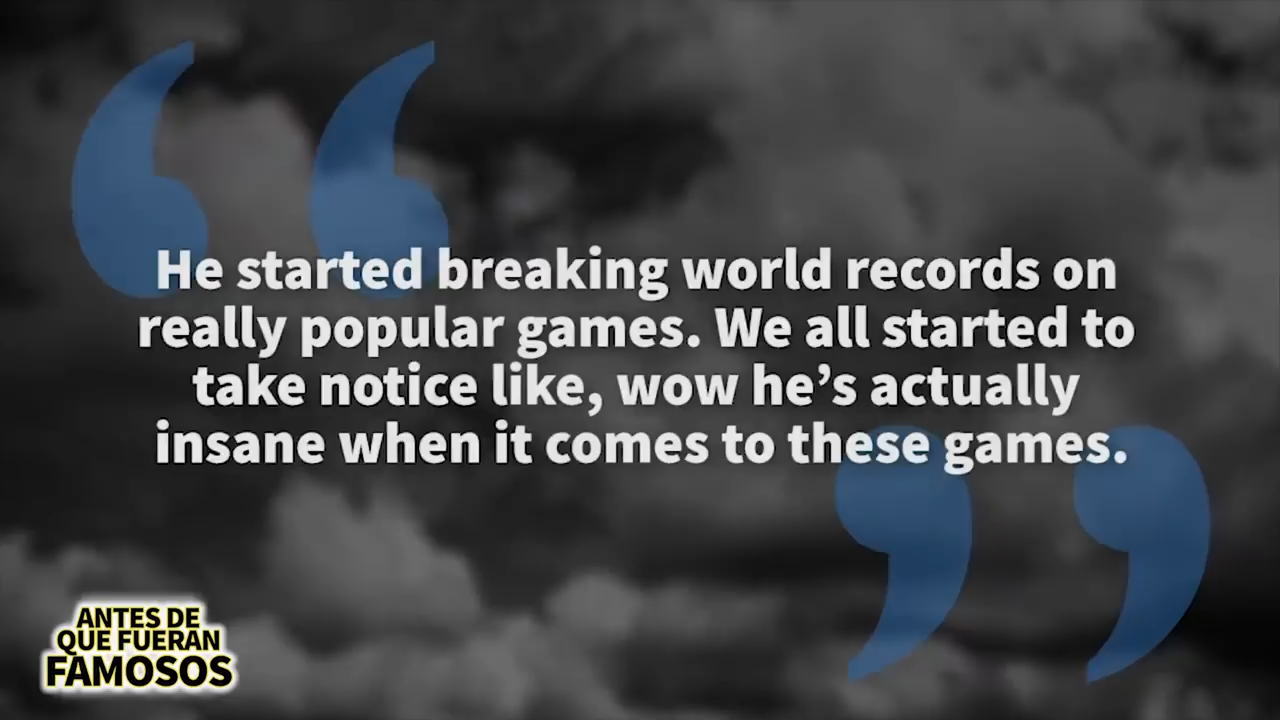 He started breaking world records on
really popular games. We all started to
take notice like, wow he’s actually
insane when it comes to these games.
ANTES DE
QUE FUERAN
FAMOSOS